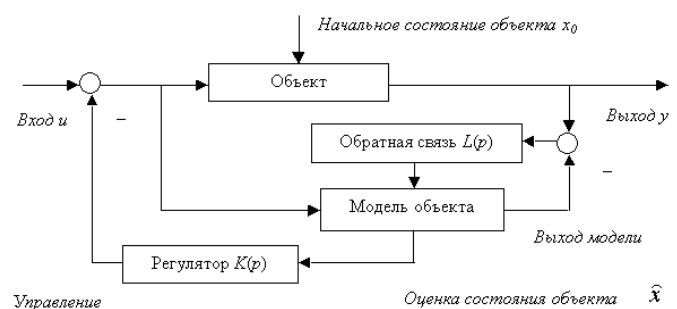 Начальное состояние объекта x₀
Объект
Вход u
–
Выход y
Обратная связь L(p)
–
Модель объекта
Выход модели
Регулятор K(p)
Управление
Оценка состояния объекта x̂